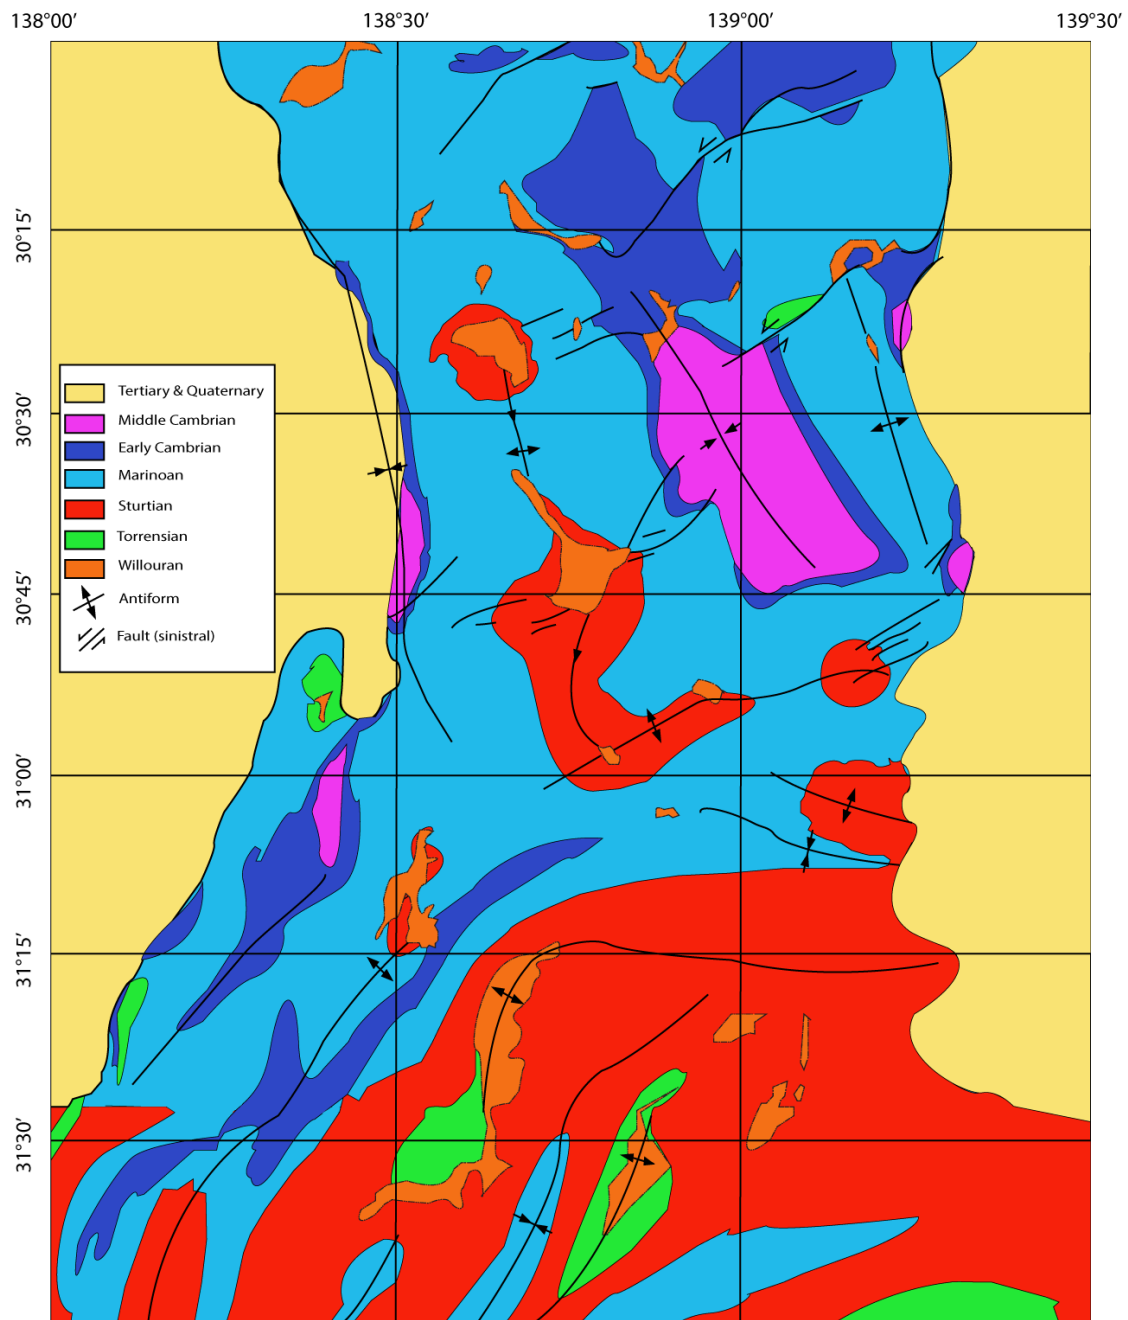 138°00′
138°30′
139°00′
139°30′
30°15′
30°30′
30°45′
31°00′
31°15′
31°30′
Tertiary & Quaternary
Middle Cambrian
Early Cambrian
Marinoan
Sturtian
Torrensian
Willouran
Antiform
Fault (sinistral)